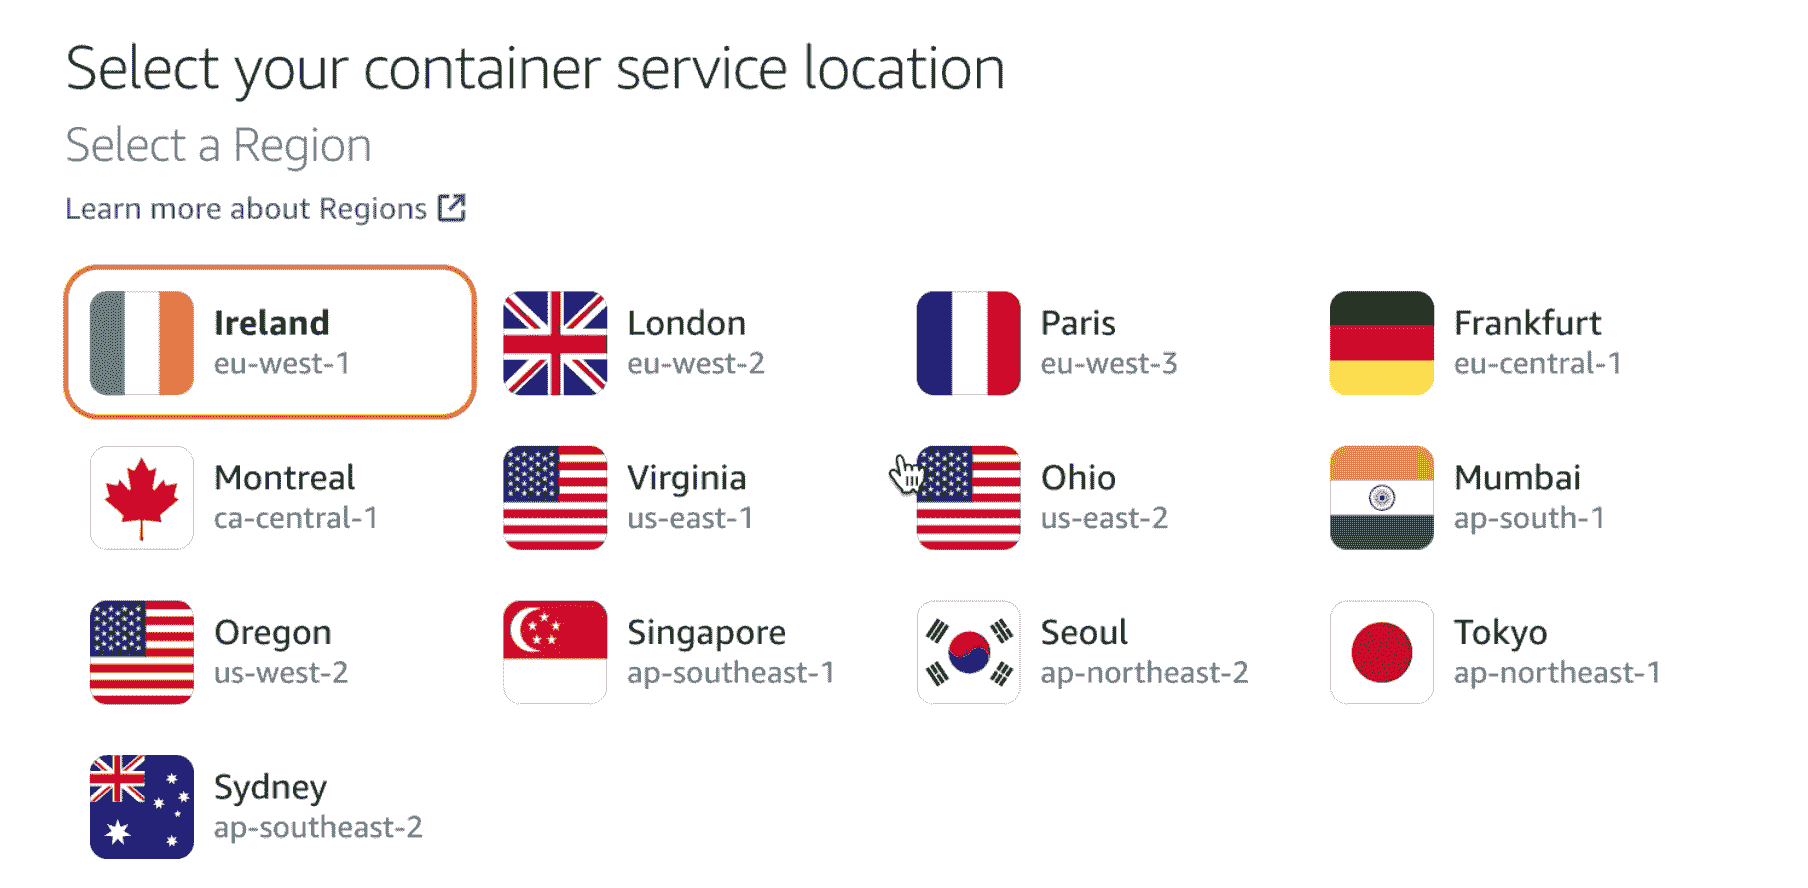 Select your container service location
Select a Region
Learn more about Regions
Ireland
eu-west-1
London
eu-west-2
Paris
eu-west-3
Frankfurt
eu-central-1
Montreal
ca-central-1
Virginia
us-east-1
Ohio
us-east-2
Mumbai
ap-south-1
Oregon
us-west-2
Singapore
ap-southeast-1
Seoul
ap-northeast-2
Tokyo
ap-northeast-1
Sydney
ap-southeast-2